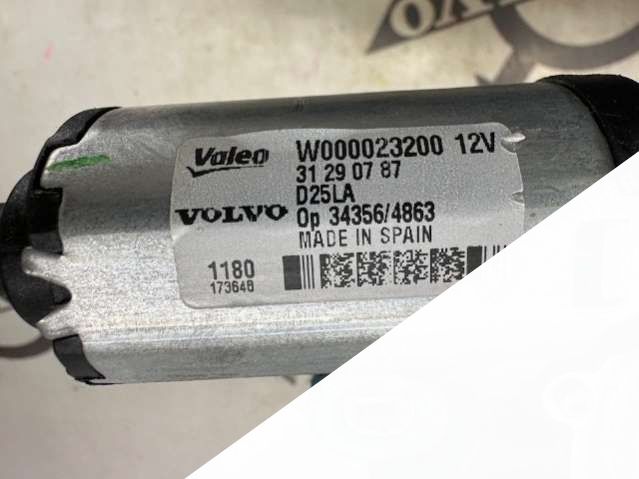 Valeo W000023200 12V
31 29 07 87
D25LA
VOLVO Op 34356/4863
MADE IN SPAIN
1180
173648